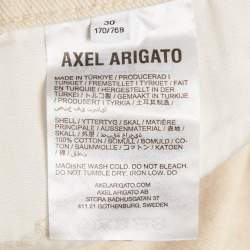 30
170/76B
AXEL ARIGATO
MADE IN TÜRKIYE / PRODUCERAD I
TURKIET / TILLVERKET I TYRKIET / FAIT
EN TURQUIE / HERGESTELLT IN DER
TÜRKEI / トルコ製 / GEMAAKT IN TURKIJE
/ PRODUSERT I TYRKIA / 土耳其制造 /
صنع في تركيا
SHELL / YTTERTYG / SKAL / MATIÈRE
PRINCIPALE / AUSSENMATERIAL / 表地 /
SKALL /
100% COTTON / BOMULL / BOMULD / CO-
TON / BAUMWOLLE / コットン / KATOEN
/ 棉 /
MACHINE WASH COLD. DO NOT BLEACH.
DO NOT TUMBLE DRY. IRON LOW. DO
AXELARIGATO.COM
AXEL ARIGATO AB
STORA BADHUSGATAN 37
411 21 GOTHENBURG, SWEDEN